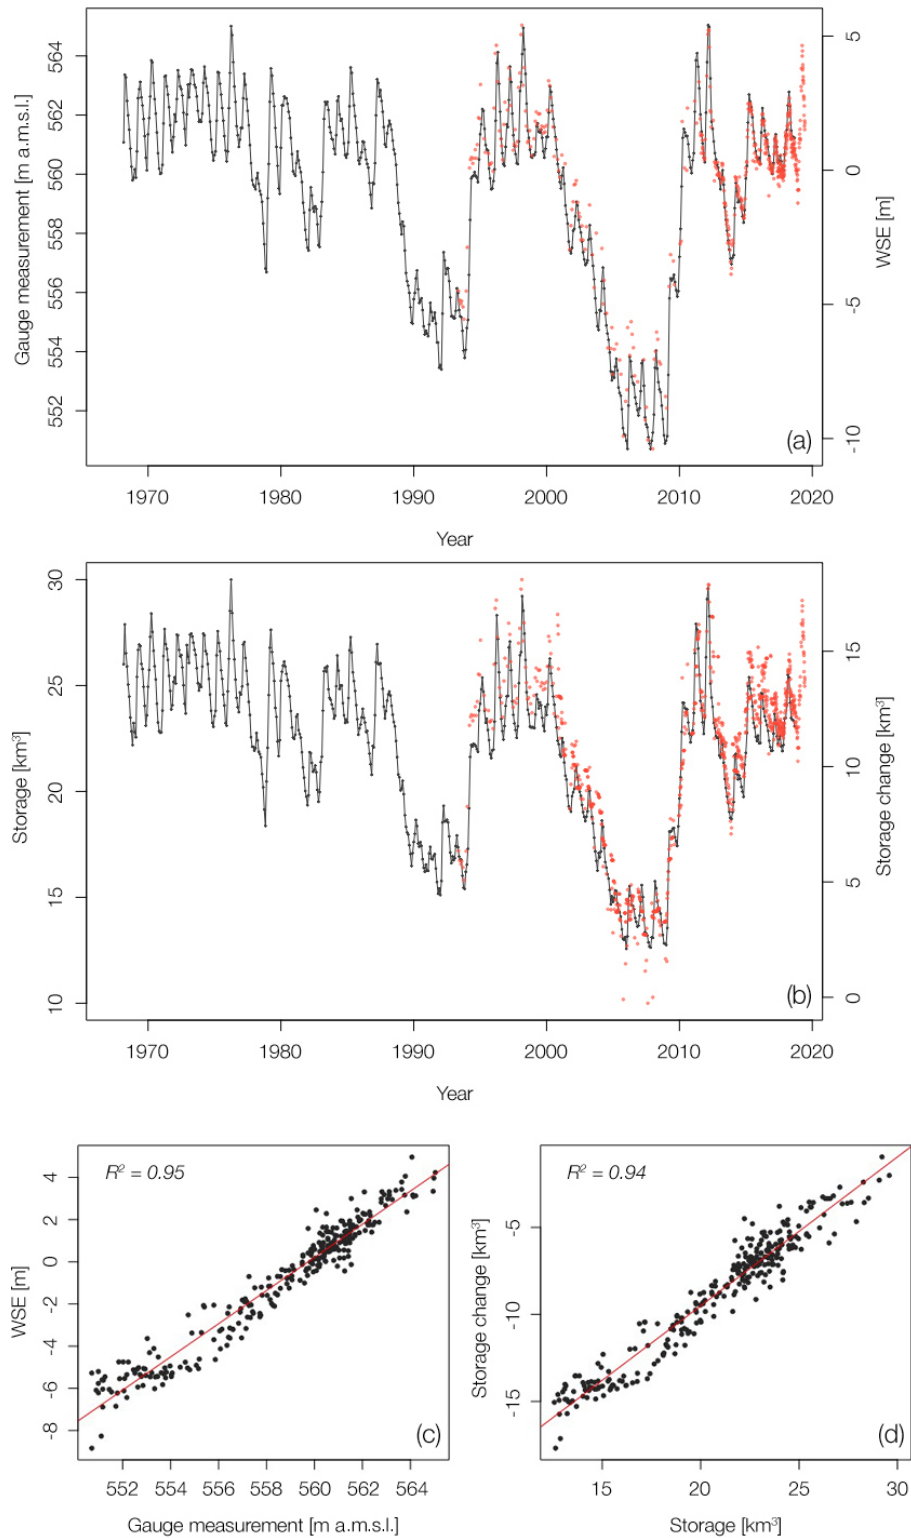 564
562
560
558
556
554
552
Gauge measurement [m a.m.s.l.]
5
0
-5
-10
WSE [m]
(a)
1970 1980 1990 2000 2010 2020
Year
30
25
20
15
10
Storage [km³]
15
10
5
0
Storage change [km³]
(b)
1970 1980 1990 2000 2010 2020
Year
R² = 0.95
4
2
0
-2
-4
-6
-8
WSE [m]
(c)
552 554 556 558 560 562 564
Gauge measurement [m a.m.s.l.]
R² = 0.94
-5
-10
-15
Storage change [km³]
(d)
15 20 25 30
Storage [km³]